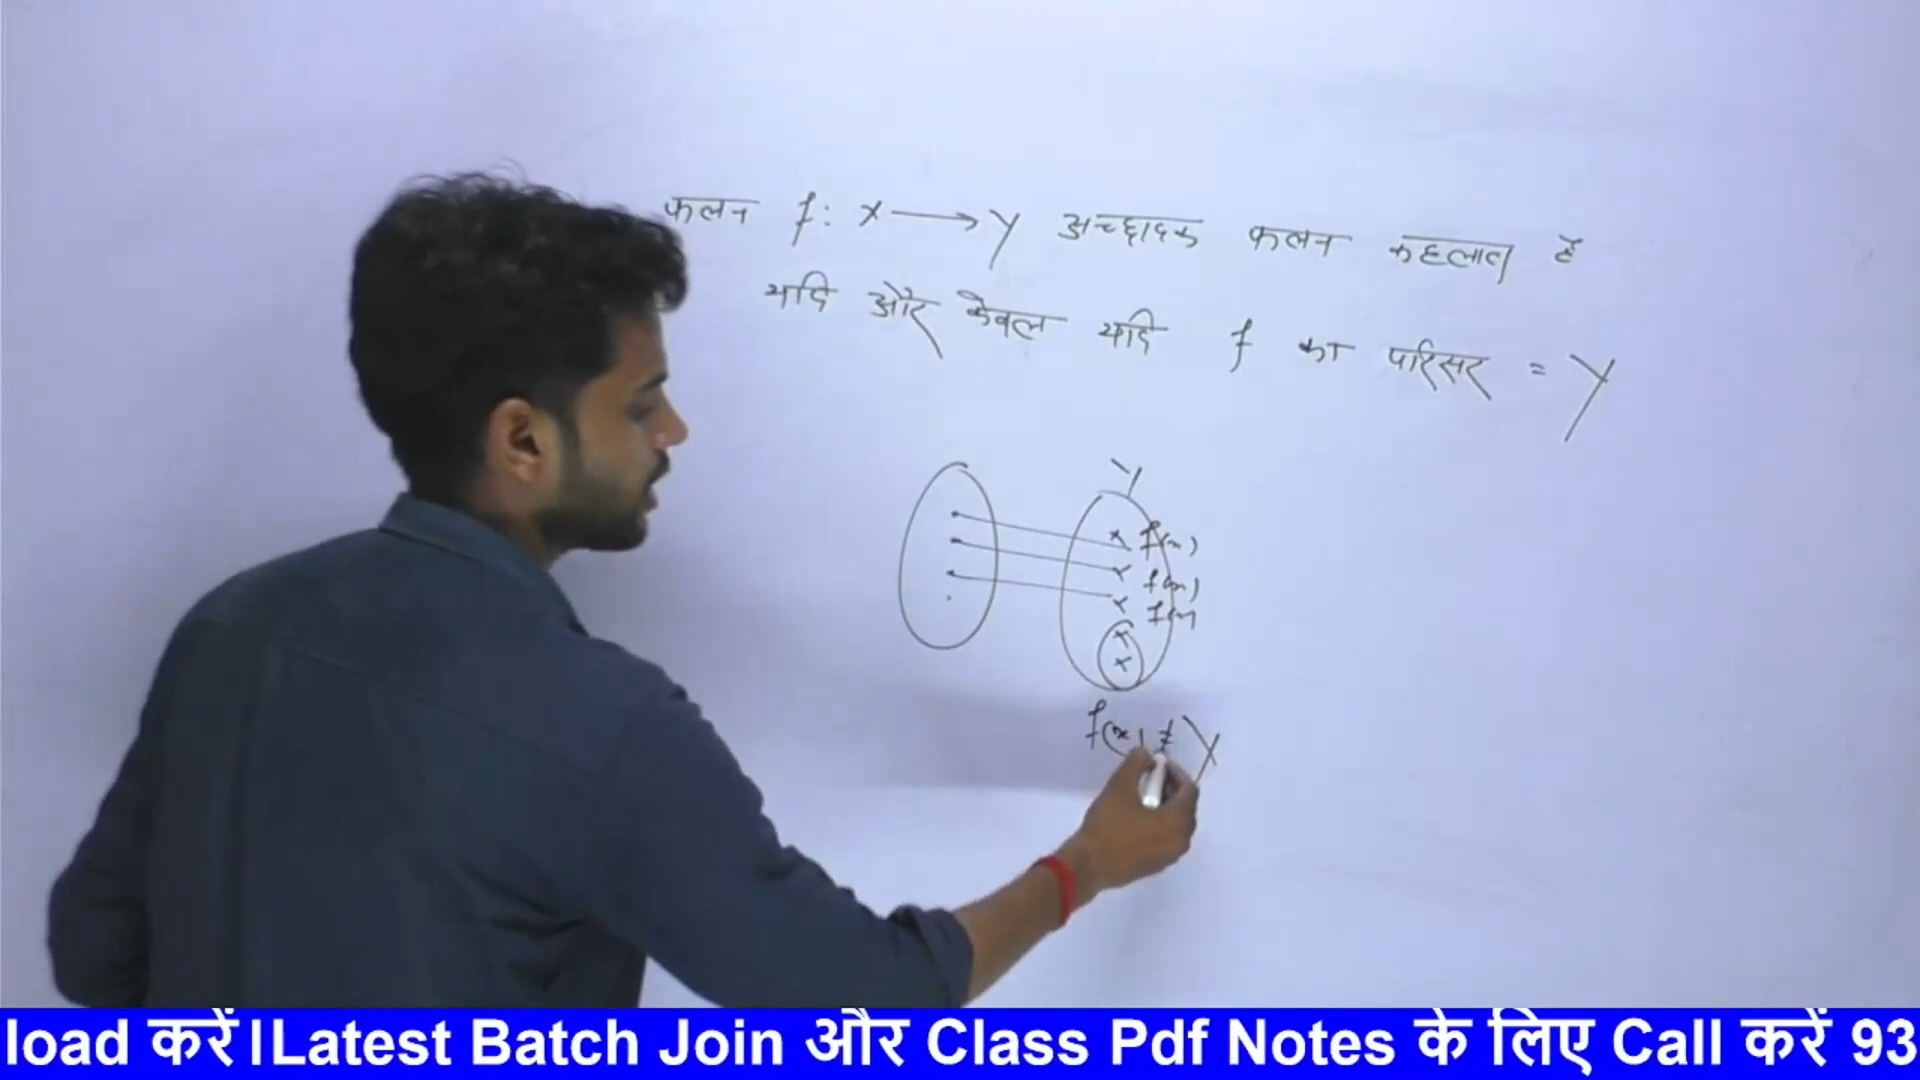 फलन f: X → Y अच्छादक फलन कहलाता है
यदि और केवल यदि f का परिसर = Y
Y
x f(x)
x f(x)
x f(x)
x
x
f(x) ≠ Y
load करें।Latest Batch Join और Class Pdf Notes के लिए Call करें 93